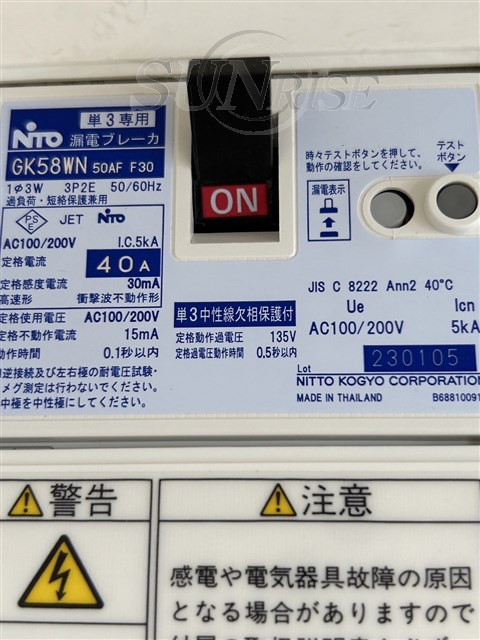 SUNRISE
NITO
単3専用
漏電ブレーカ
GK58WN 50AF F30
1φ3W 3P2E 50/60Hz
過負荷・短絡保護兼用
PSE JET NITO
AC100/200V I.C.5kA
定格電流 40A
定格感度電流 30mA
高速形 衝撃波不動作形
定格使用電圧 AC100/200V
定格不動作電流 15mA
動作時間 0.1秒以内
逆接続及び左右極の耐電圧試験・
メグ測定は行わないでください。
中極を中性極にしてください。
ON
単3中性線欠相保護付
定格動作過電圧 135V
定格過電圧動作時間 0.5秒以内
時々テストボタンを押して、
動作の確認をしてください。
テスト
ボタン
漏電表示
JIS C 8222 Ann2 40°C
Ue Icn
AC100/200V 5kA
Lot 230105
NITTO KOGYO CORPORATION
MADE IN THAILAND B68810091
警告
注意
感電や電気器具故障の原因
となる場合がありますので